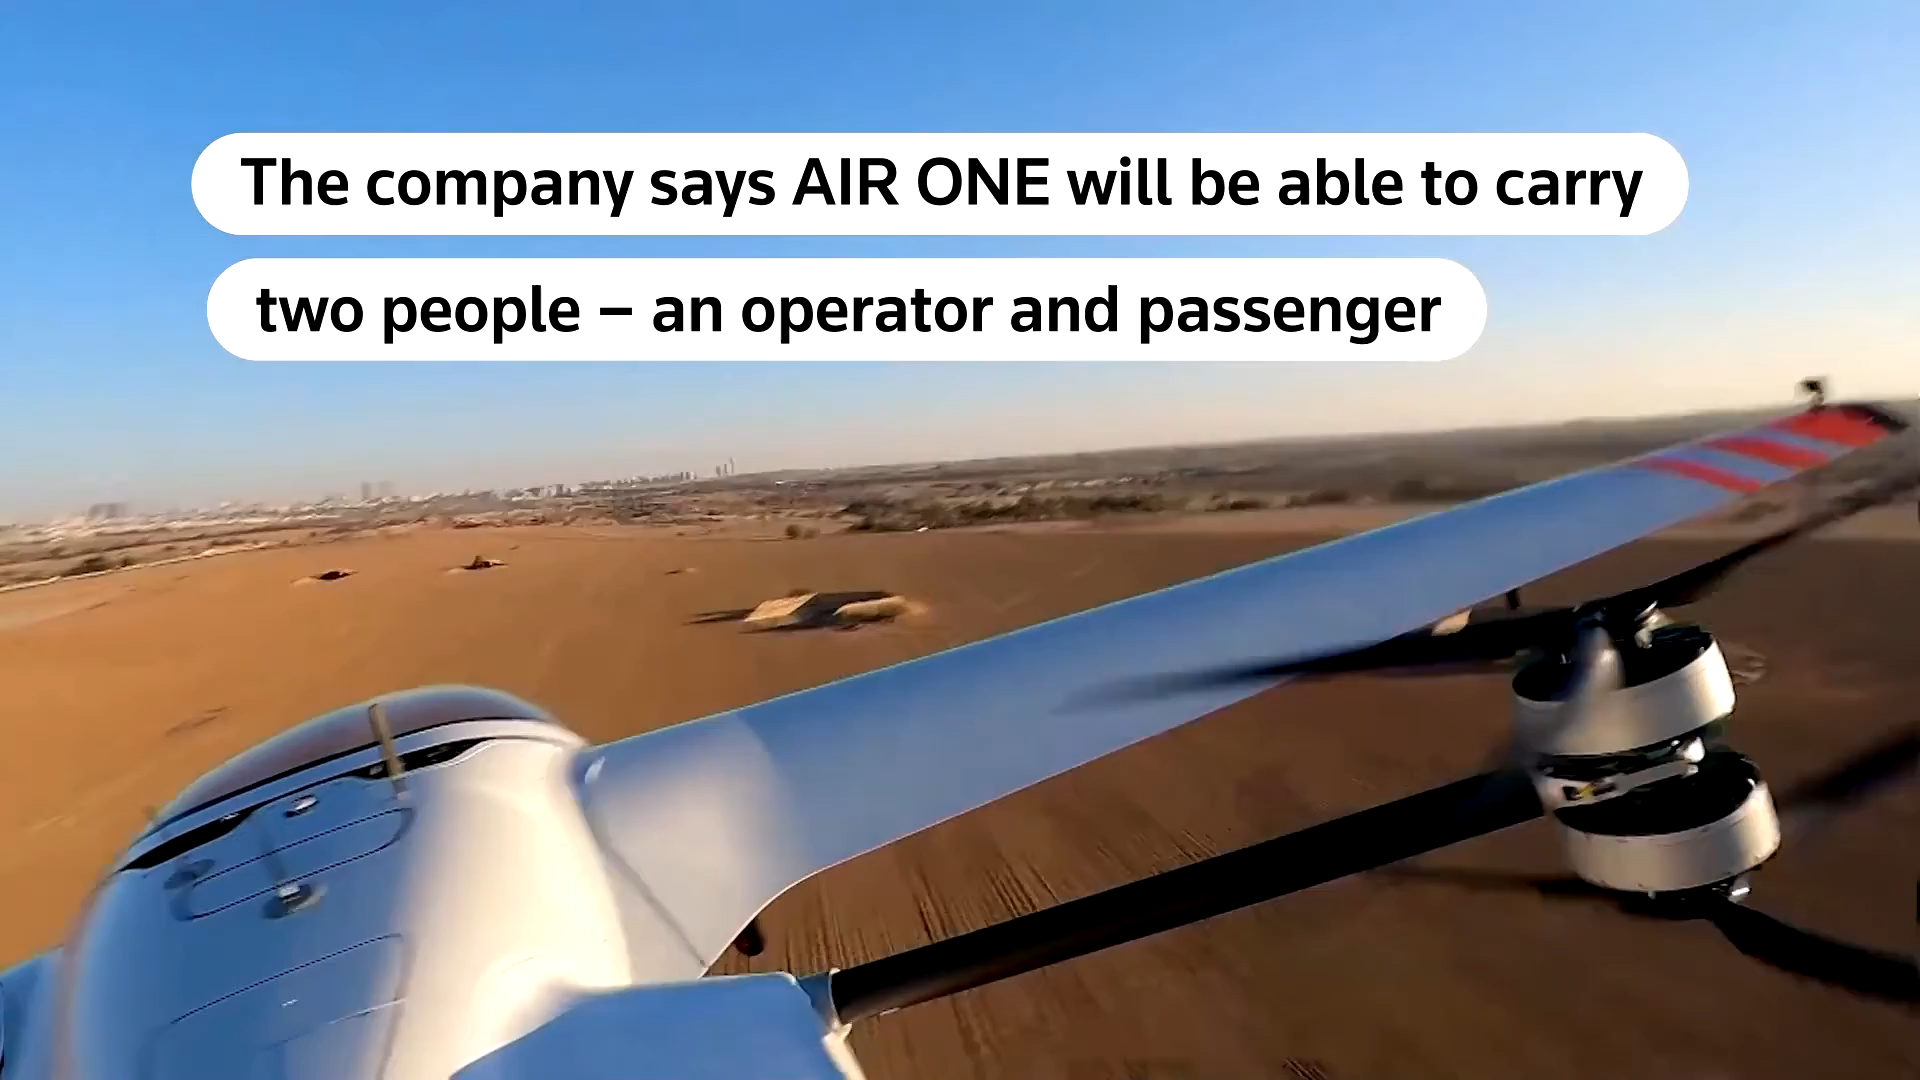 The company says AIR ONE will be able to carry
two people – an operator and passenger